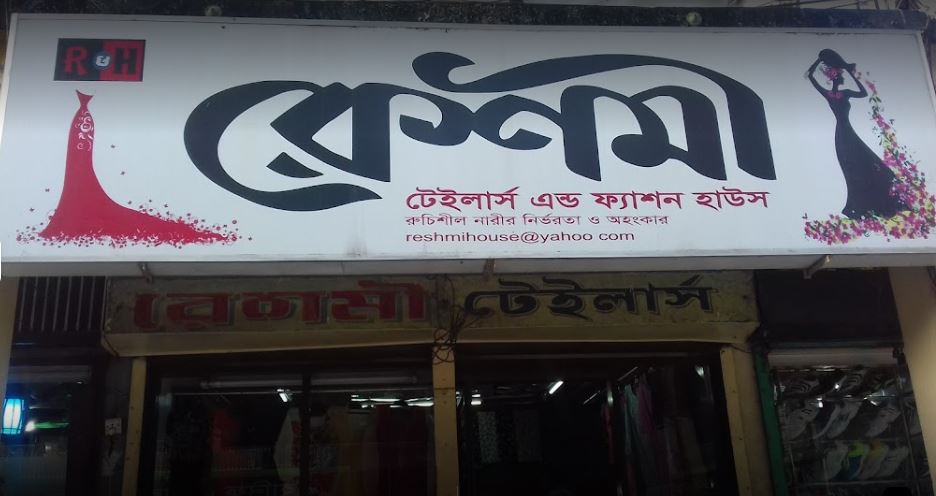 R & H
রেশমী
টেইলার্স এন্ড ফ্যাশন হাউস
রুচিশীল নারীর নির্ভরতা ও অহংকার
reshmihouse@yahoo com
রেশমী টেইলার্স